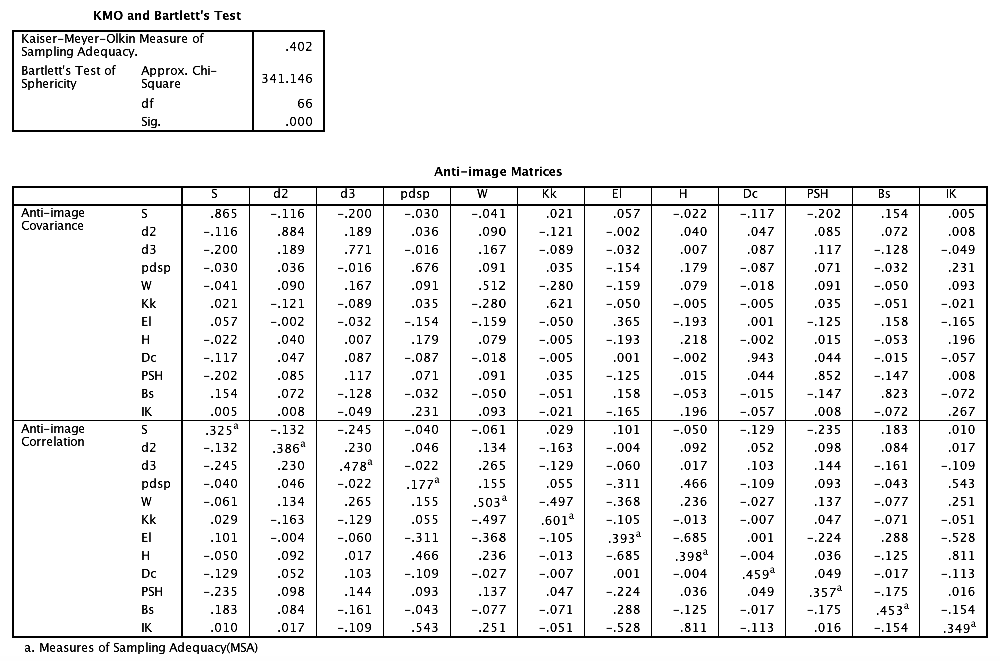 KMO and Bartlett's Test
Kaiser-Meyer-Olkin Measure of
Sampling Adequacy. .402
Bartlett's Test of Approx. Chi-
Sphericity Square 341.146
df 66
Sig. .000
Anti-image Matrices
S d2 d3 pdsp W Kk El H Dc PSH Bs IK
Anti-image S .865 -.116 -.200 -.030 -.041 .021 .057 -.022 -.117 -.202 .154 .005
Covariance d2 -.116 .884 .189 .036 .090 -.121 -.002 .040 .047 .085 .072 .008
d3 -.200 .189 .771 -.016 .167 -.089 -.032 .007 .087 .117 -.128 -.049
pdsp -.030 .036 -.016 .676 .091 .035 -.154 .179 -.087 .071 -.032 .231
W -.041 .090 .167 .091 .512 -.280 -.159 .079 -.018 .091 -.050 .093
Kk .021 -.121 -.089 .035 -.280 .621 -.050 -.005 -.005 .035 -.051 -.021
El .057 -.002 -.032 -.154 -.159 -.050 .365 -.193 .001 -.125 .158 -.165
H -.022 .040 .007 .179 .079 -.005 -.193 .218 -.002 .015 -.053 .196
Dc -.117 .047 .087 -.087 -.018 -.005 .001 -.002 .943 .044 -.015 -.057
PSH -.202 .085 .117 .071 .091 .035 -.125 .015 .044 .852 -.147 .008
Bs .154 .072 -.128 -.032 -.050 -.051 .158 -.053 -.015 -.147 .823 -.072
IK .005 .008 -.049 .231 .093 -.021 -.165 .196 -.057 .008 -.072 .267
Anti-image S .325a -.132 -.245 -.040 -.061 .029 .101 -.050 -.129 -.235 .183 .010
Correlation d2 -.132 .386a .230 .046 .134 -.163 -.004 .092 .052 .098 .084 .017
d3 -.245 .230 .478a -.022 .265 -.129 -.060 .017 .103 .144 -.161 -.109
pdsp -.040 .046 -.022 .177a .155 .055 -.311 .466 -.109 .093 -.043 .543
W -.061 .134 .265 .155 .503a -.497 -.368 .236 -.027 .137 -.077 .251
Kk .029 -.163 -.129 .055 -.497 .601a -.105 -.013 -.007 .047 -.071 -.051
El .101 -.004 -.060 -.311 -.368 -.105 .393a -.685 .001 -.224 .288 -.528
H -.050 .092 .017 .466 .236 -.013 -.685 .398a -.004 .036 -.125 .811
Dc -.129 .052 .103 -.109 -.027 -.007 .001 -.004 .459a .049 -.017 -.113
PSH -.235 .098 .144 .093 .137 .047 -.224 .036 .049 .357a -.175 .016
Bs .183 .084 -.161 -.043 -.077 -.071 .288 -.125 -.017 -.175 .453a -.154
IK .010 .017 -.109 .543 .251 -.051 -.528 .811 -.113 .016 -.154 .349a
a. Measures of Sampling Adequacy(MSA)